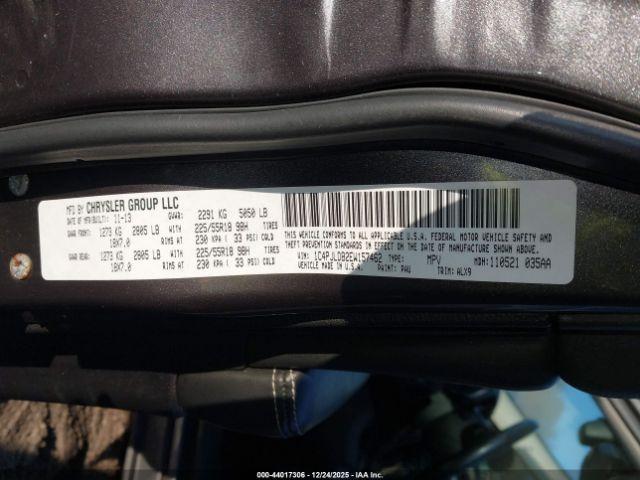 MFD BY CHRYSLER GROUP LLC
DATE OF MFR(BUILT): 11-13 GVWR: 2291 KG 5050 LB
GAWR FRONT: 1273 KG 2805 LB WITH 225/55R18 98H TIRES
18X7.0 RIMS AT 230 KPA ( 33 PSI) COLD
GAWR REAR: 1273 KG 2805 LB WITH 225/55R18 98H TIRES
18X7.0 RIMS AT 230 KPA ( 33 PSI) COLD
THIS VEHICLE CONFORMS TO ALL APPLICABLE U.S.A. FEDERAL MOTOR VEHICLE SAFETY AND
THEFT PREVENTION STANDARDS IN EFFECT ON THE DATE OF MANUFACTURE SHOWN ABOVE.
VEHICLE MADE IN U.S.A.
VIN: 1C4PJLDB2EW157462 TYPE: MPV MDH: 110521 035AA
PAINT: PAU TRIM: ALX9
000-44017306 - 12/24/2025 - IAAI.COM